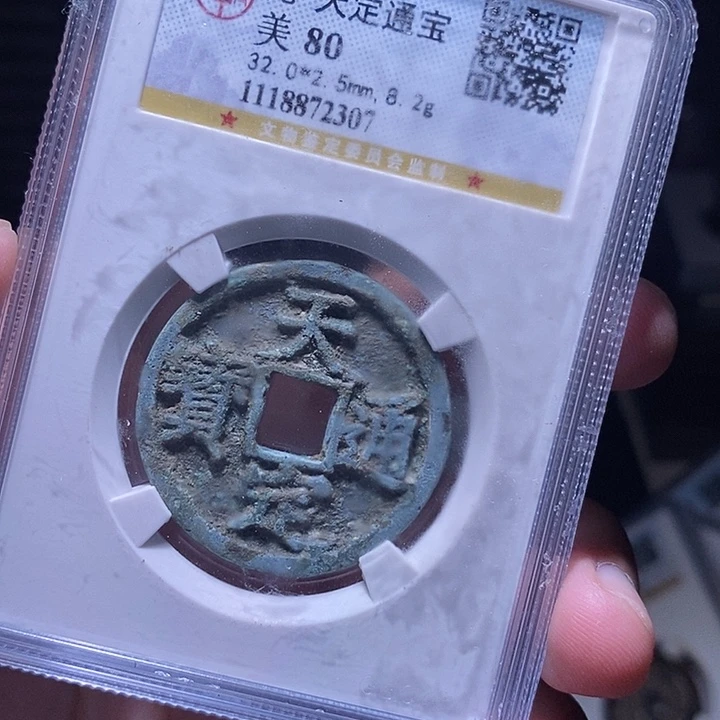 天定通宝
美 80
32.0*2.5mm, 8.2g
1118872307
文物鉴定委员会监制
天定通寶